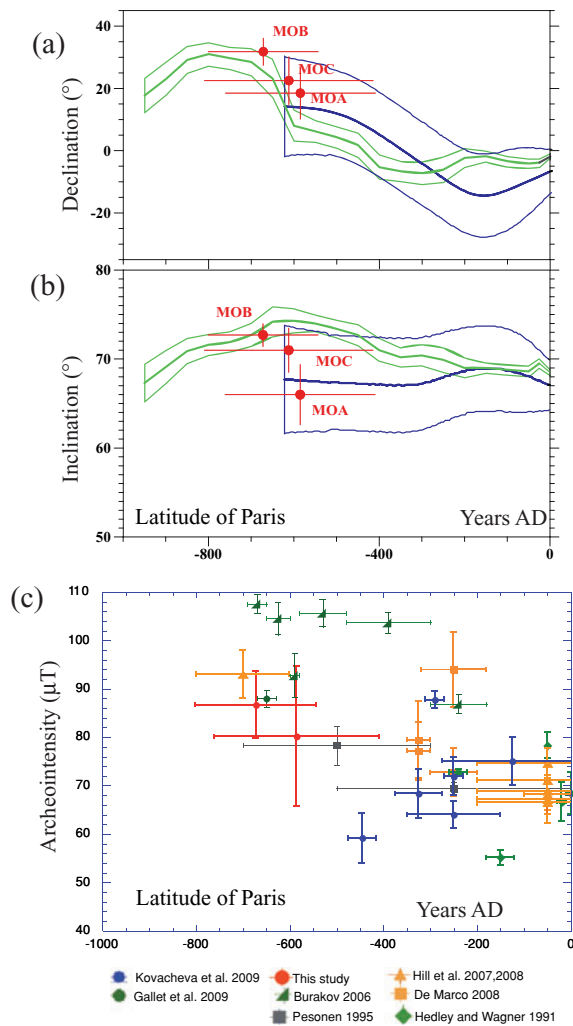 (a)
Declination (°)
40
20
0
-20
MOB
MOC
MOA
(b)
Inclination (°)
80
70
60
50
MOB
MOC
MOA
Latitude of Paris Years AD
-800 -400 0
(c)
Archeointensity (µT)
110
100
90
80
70
60
50
40
Latitude of Paris Years AD
-1000 -800 -600 -400 -200 0
Kovacheva et al. 2009 This study Hill et al. 2007,2008
Gallet et al. 2009 Burakov 2006 De Marco 2008
Pesonen 1995 Hedley and Wagner 1991